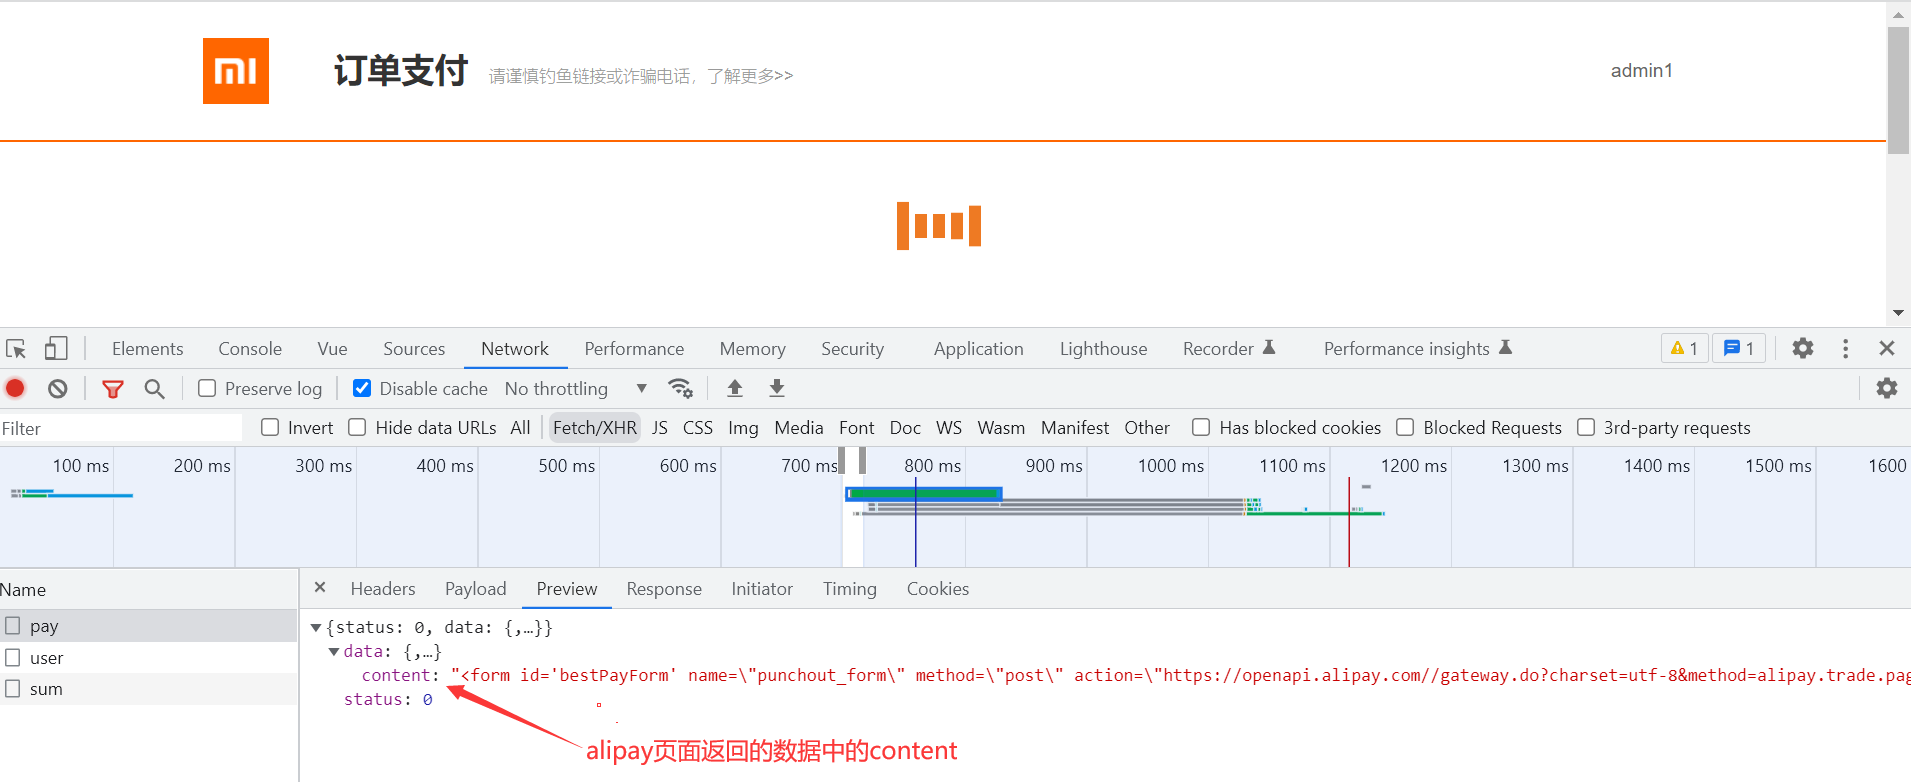 mi
订单支付 请谨慎钓鱼链接或诈骗电话，了解更多>> admin1
Elements Console Vue Sources Network Performance Memory Security Application Lighthouse Recorder Performance insights 1 1
Preserve log Disable cache No throttling
Filter Invert Hide data URLs All Fetch/XHR JS CSS Img Media Font Doc WS Wasm Manifest Other Has blocked cookies Blocked Requests 3rd-party requests
100 ms 200 ms 300 ms 400 ms 500 ms 600 ms 700 ms 800 ms 900 ms 1000 ms 1100 ms 1200 ms 1300 ms 1400 ms 1500 ms 1600
Name Headers Payload Preview Response Initiator Timing Cookies
pay {status: 0, data: {,…}}
data: {,…}
user
content: "<form id='bestPayForm' name=\"punchout_form\" method=\"post\" action=\"https://openapi.alipay.com//gateway.do?charset=utf-8&method=alipay.trade.pag
sum
status: 0
alipay页面返回的数据中的content